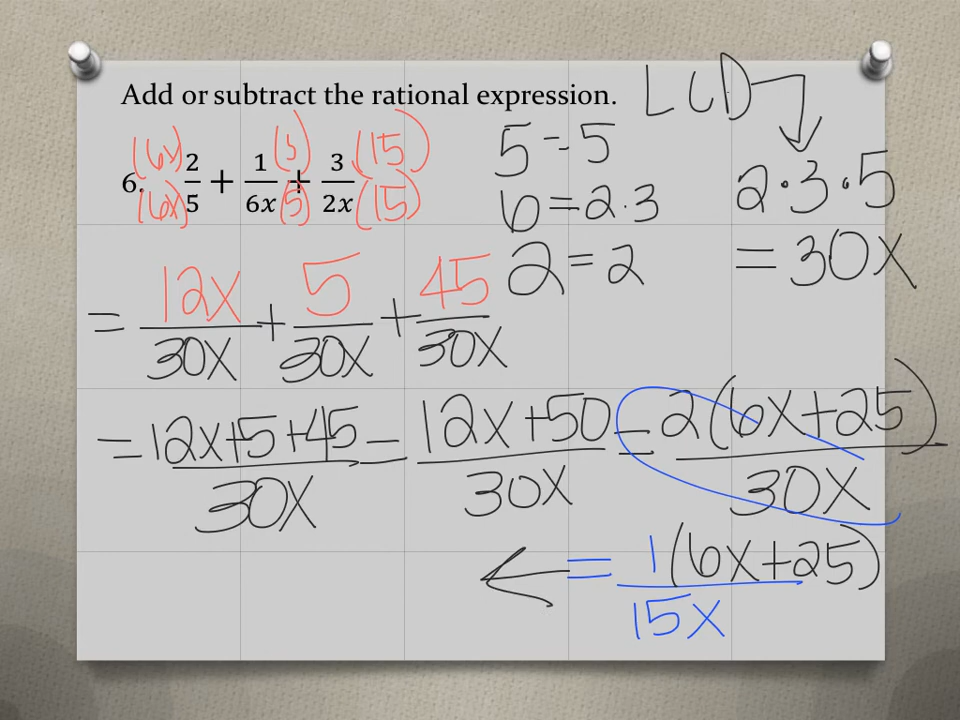 Add or subtract the rational expression.
LCD
6. (6x)/(6x) 2/5 + 1/6x (5)/(5) + 3/2x (15)/(15)
5 = 5
6 = 2·3
2 = 2
2·3·5
= 30x
= 12x/30x + 5/30x + 45/30x
= 12x+5+45/30x = 12x+50/30x = 2(6x+25)/30x
= 1(6x+25)/15x